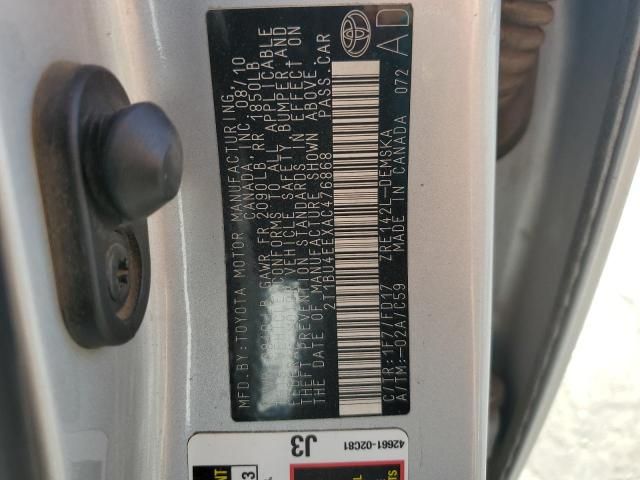 MFD.BY:TOYOTA MOTOR MANUFACTURING,
CANADA INC. 08/10
GAWR FR 2090LB,RR 1850LB
CONFORMS TO ALL APPLICABLE
VEHICLE SAFETY, BUMPER,AND
THEFT PREVENTION STANDARDS IN EFFECT ON
THE DATE OF MANUFACTURE SHOWN ABOVE.
2T1BU4EEXAC476868 PASS.CAR
C/TR:1F7/FD17 ZRE142L-DEMSKA
A/TM:-02A/C59 MADE IN CANADA 072
AD
42661-02C81
J3